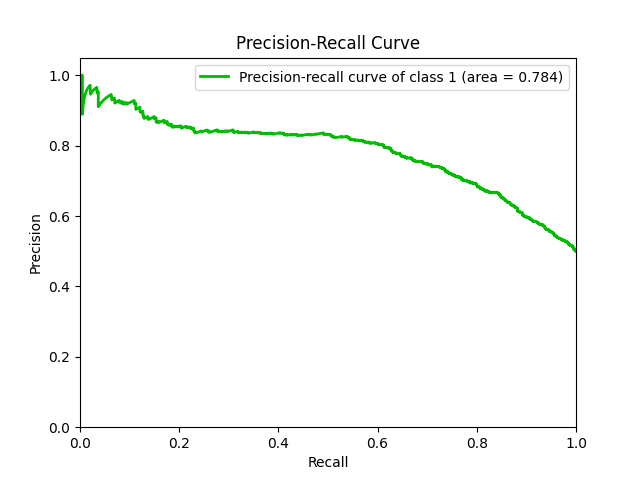 Precision-Recall Curve
Precision-recall curve of class 1 (area = 0.784)
1.0
0.8
0.6
0.4
0.2
0.0
Precision
0.0 0.2 0.4 0.6 0.8 1.0
Recall